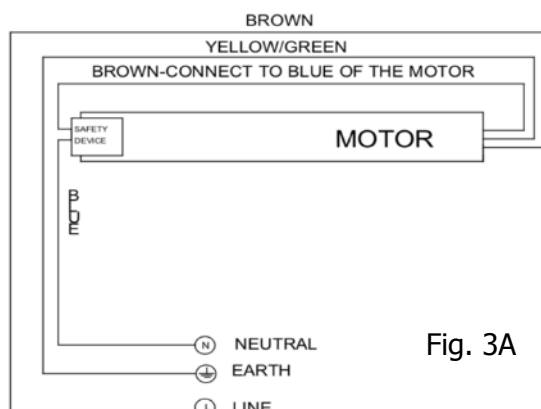 BROWN
YELLOW/GREEN
BROWN-CONNECT TO BLUE OF THE MOTOR
SAFETY
DEVICE
MOTOR
BLUE
N NEUTRAL
Fig. 3A
EARTH
LINE